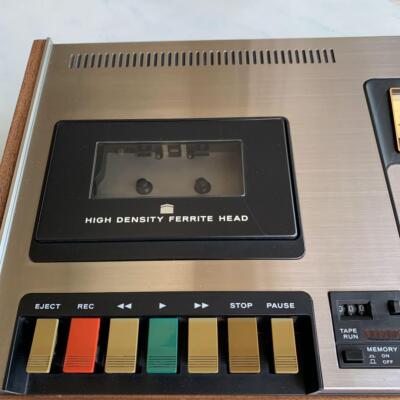 HIGH DENSITY FERRITE HEAD
EJECT REC ◀◀ ▶ ▶▶ STOP PAUSE
TAPE
RUN
MEMORY
ON
OFF